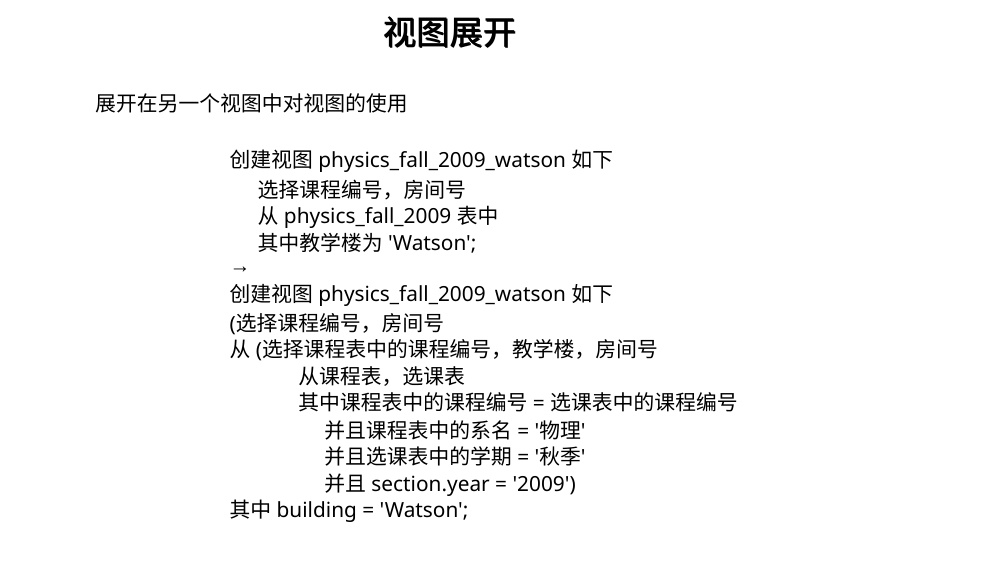 视图展开
展开在另一个视图中对视图的使用
创建视图 physics_fall_2009_watson 如下
选择课程编号，房间号
从 physics_fall_2009 表中
其中教学楼为 'Watson';
→
创建视图 physics_fall_2009_watson 如下
(选择课程编号，房间号
从 (选择课程表中的课程编号，教学楼，房间号
从课程表，选课表
其中课程表中的课程编号 = 选课表中的课程编号
并且课程表中的系名 = '物理'
并且选课表中的学期 = '秋季'
并且 section.year = '2009')
其中 building = 'Watson';